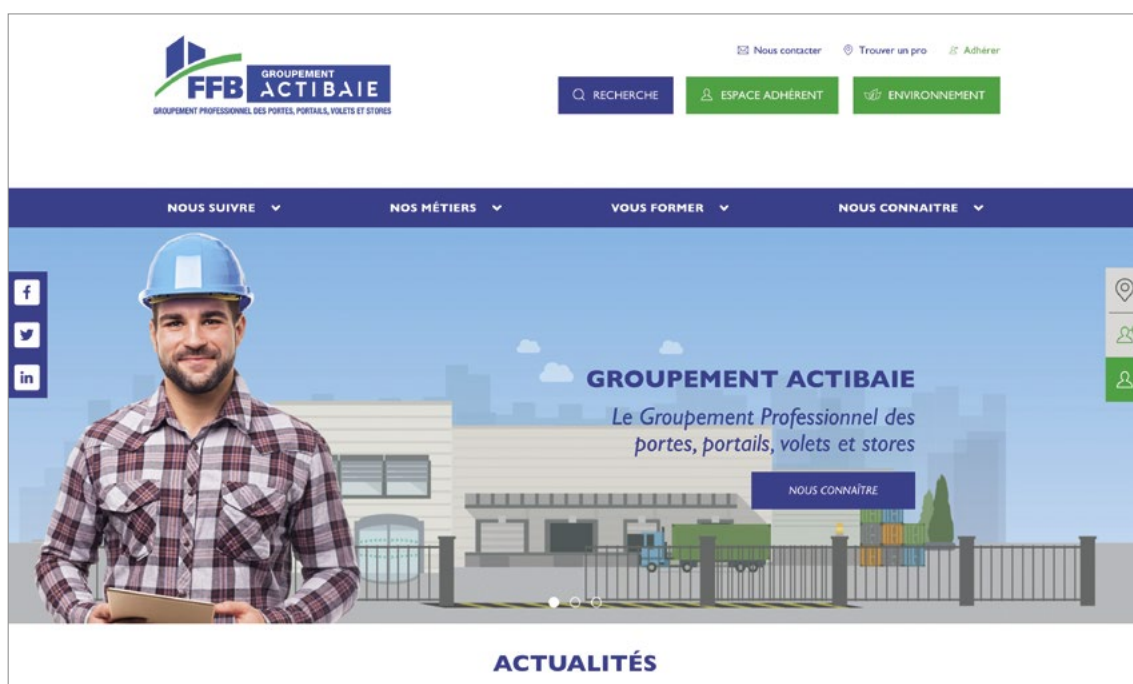 Nous contacter
Trouver un pro
Adhérer
FFB
GROUPEMENT
ACTIBAIE
GROUPEMENT PROFESSIONNEL DES PORTES, PORTAILS, VOLETS ET STORES
RECHERCHE
ESPACE ADHÉRENT
ENVIRONNEMENT
NOUS SUIVRE
NOS MÉTIERS
VOUS FORMER
NOUS CONNAITRE
f
in
GROUPEMENT ACTIBAIE
Le Groupement Professionnel des
portes, portails, volets et stores
NOUS CONNAÎTRE
ACTUALITÉS